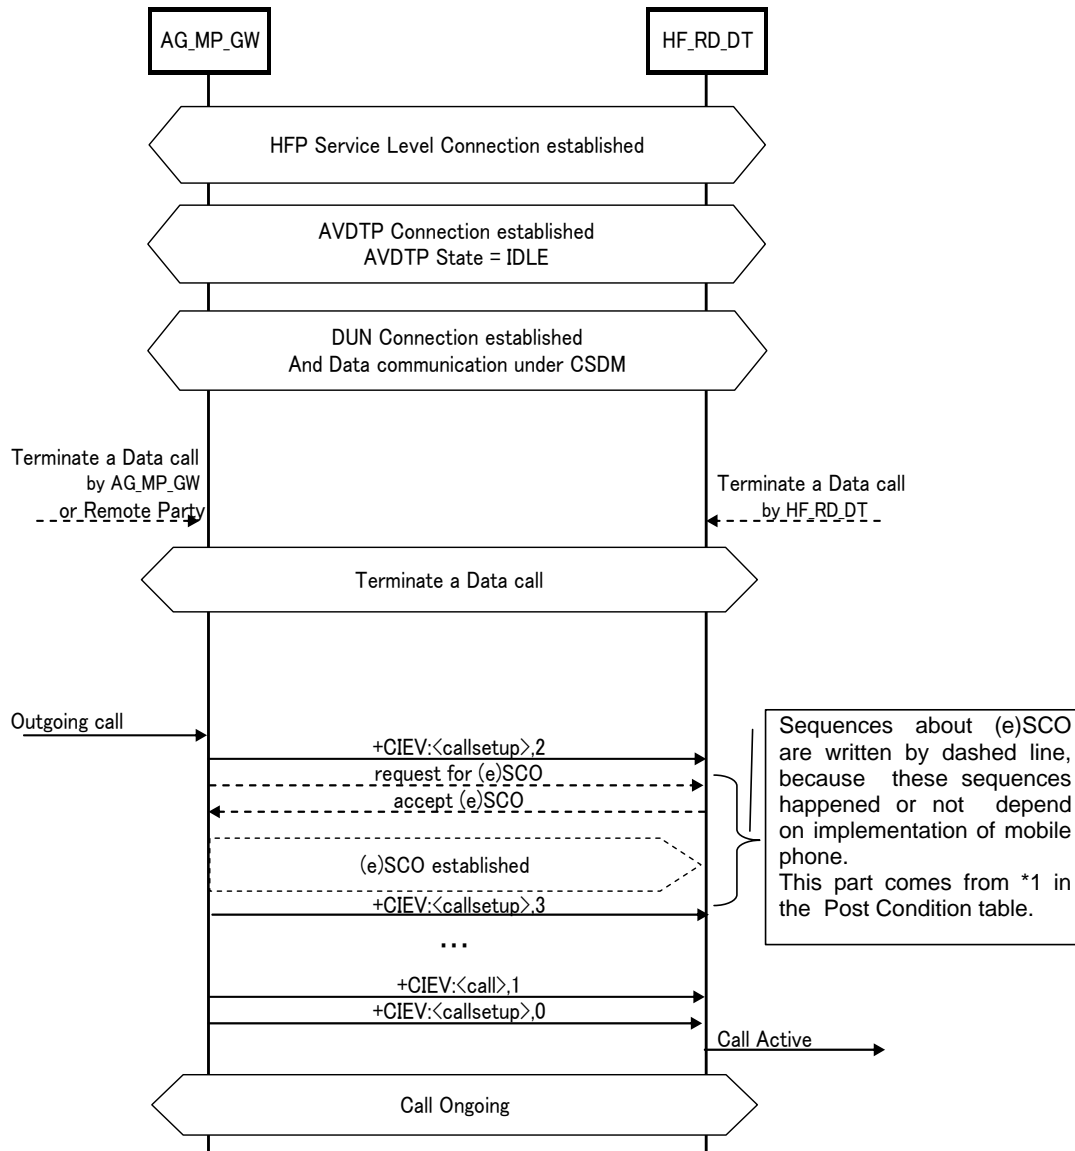 AG_MP_GW
HF_RD_DT
HFP Service Level Connection established
AVDTP Connection established
AVDTP State = IDLE
DUN Connection established
And Data communication under CSDM
Terminate a Data call
by AG_MP_GW
or Remote Party
Terminate a Data call
by HF_RD_DT
Terminate a Data call
Outgoing call
+CIEV:<callsetup>,2
request for (e)SCO
accept (e)SCO
(e)SCO established
+CIEV:<callsetup>,3
Sequences about (e)SCO
are written by dashed line,
because these sequences
happened or not depend
on implementation of mobile
phone.
This part comes from *1 in
the Post Condition table.
...
+CIEV:<call>,1
+CIEV:<callsetup>,0
Call Active
Call Ongoing